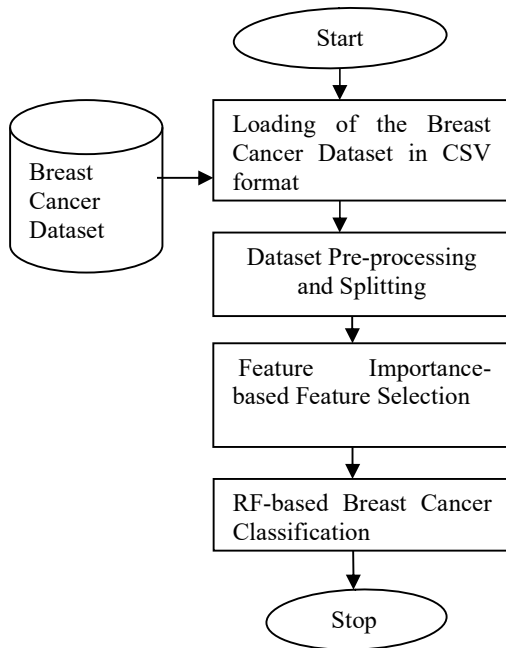 Start
Loading of the Breast
Cancer Dataset in CSV
format
Breast
Cancer
Dataset
Dataset Pre-processing
and Splitting
Feature Importance-
based Feature Selection
RF-based Breast Cancer
Classification
Stop